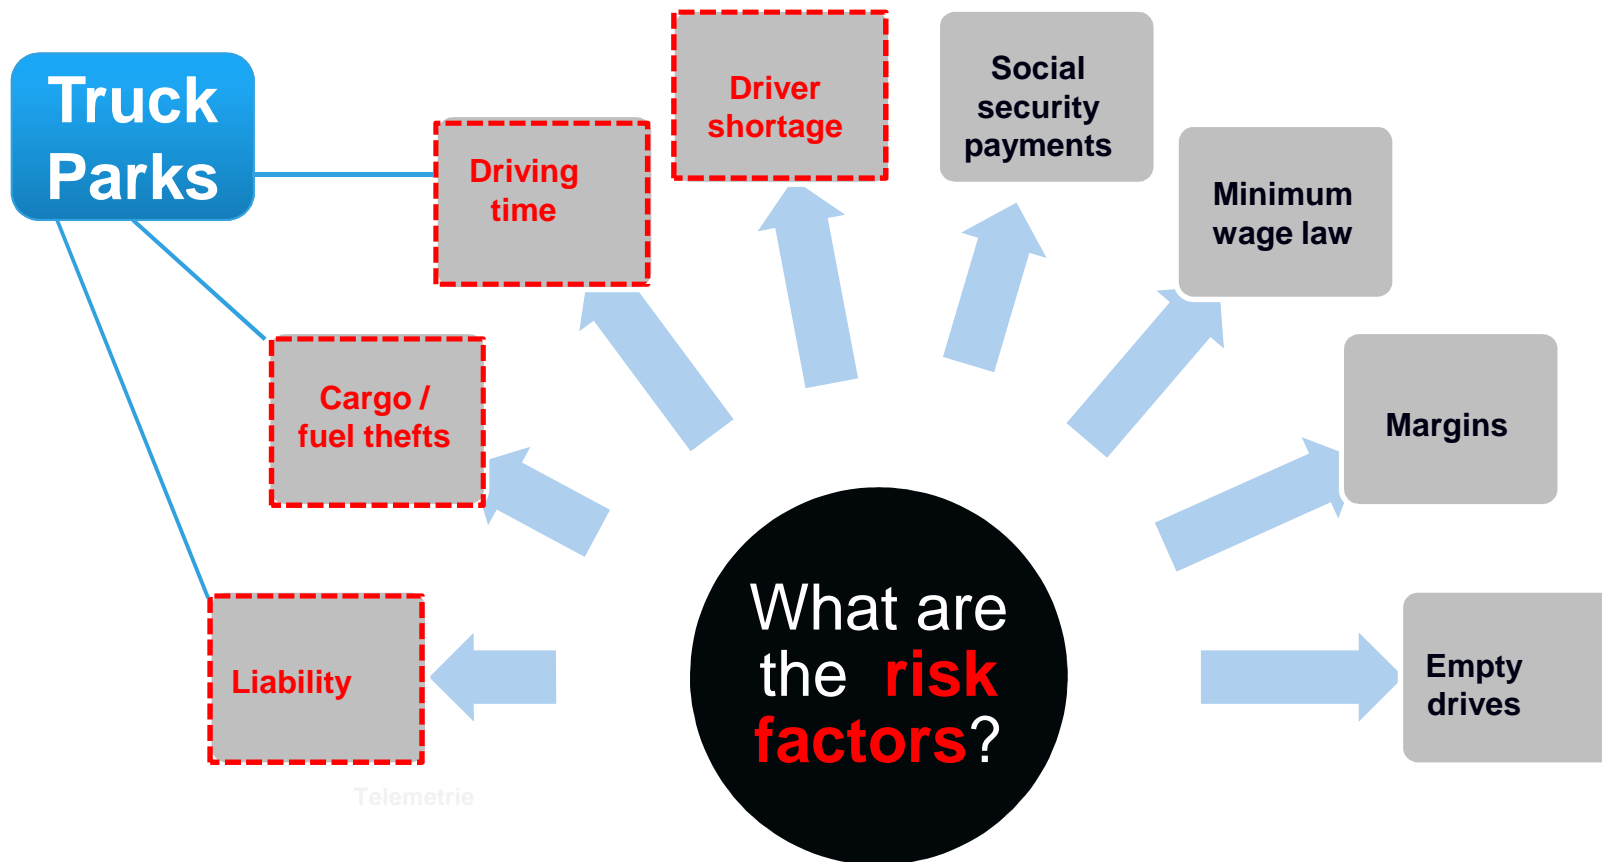 Truck
Parks
Driving
time
Driver
shortage
Social
security
payments
Minimum
wage law
Cargo /
fuel thefts
Margins
Liability
What are
the risk
factors?
Empty
drives
Telemetrie